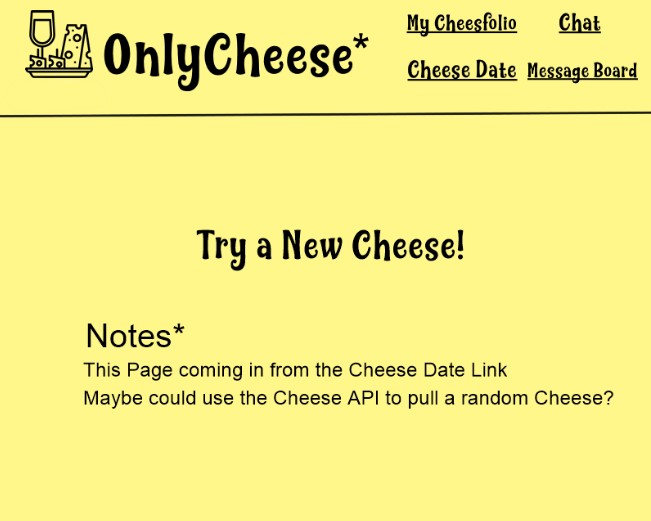 OnlyCheese*
My Cheesfolio Chat
Cheese Date Message Board
Try a New Cheese!
Notes*
This Page coming in from the Cheese Date Link
Maybe could use the Cheese API to pull a random Cheese?